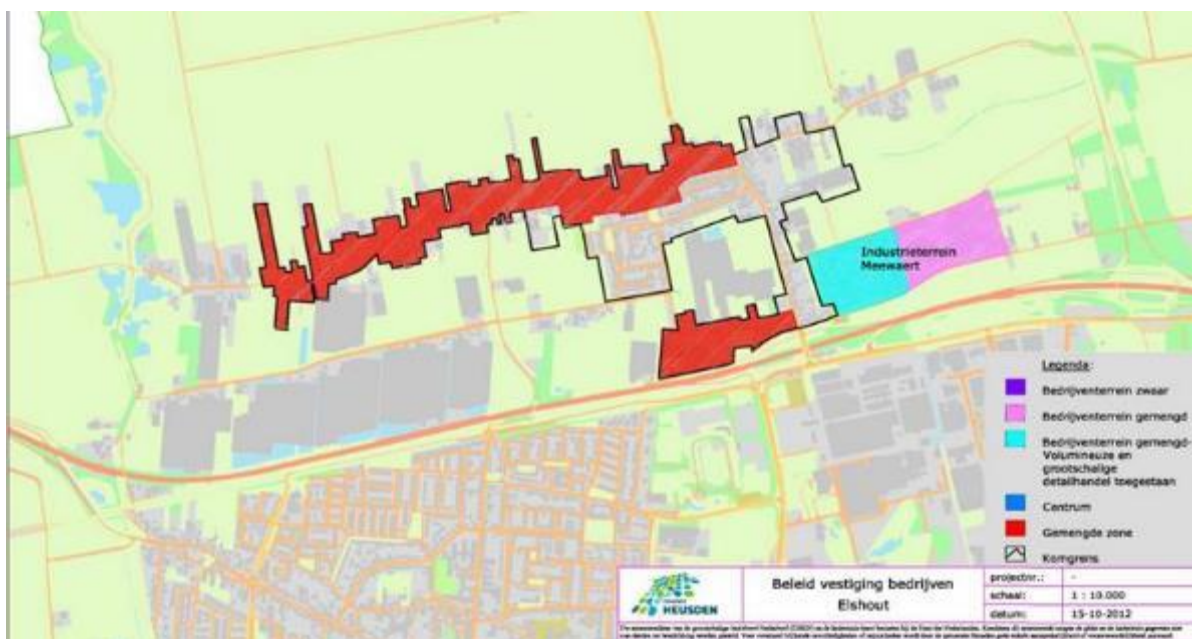 Industrieterrein
Meewaert
Legenda:
Bedrijventerrein zwaar
Bedrijventerrein gemengd
Bedrijventerrein gemengd-
Volumineuze en
grootschalige
detailhandel toegestaan
Centrum
Gemengde zone
Komgrens
HEUSDEN
Beleid vestiging bedrijven
Elshout
projectnr.: -
schaal: 1 : 10.000
datum: 15-10-2012